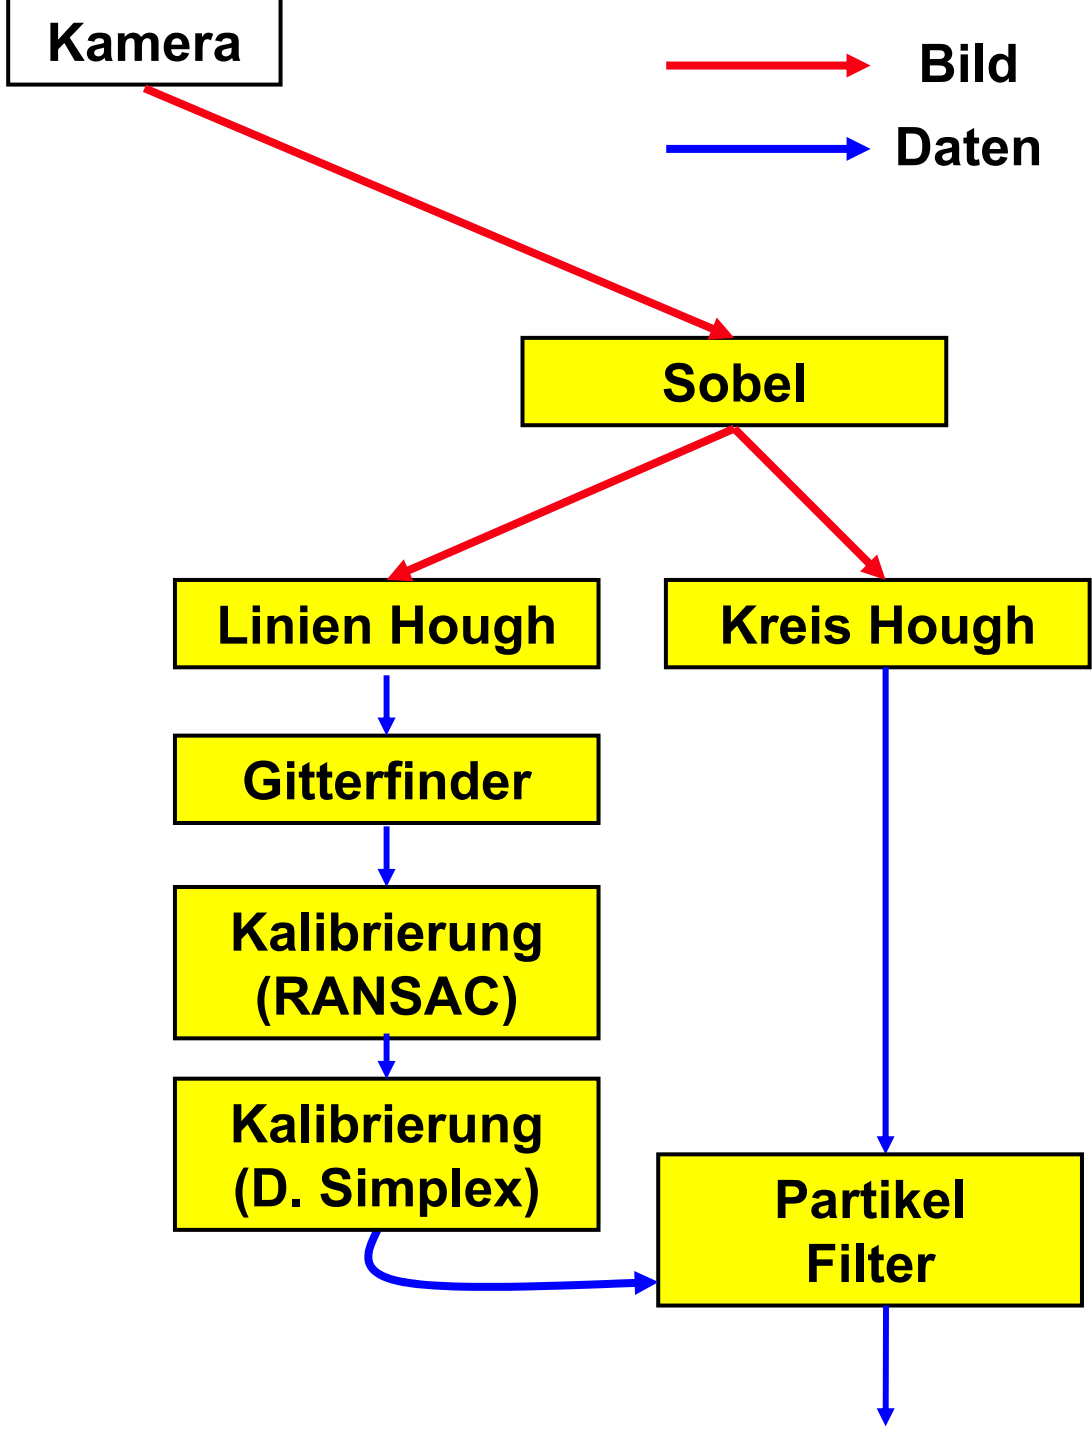 Kamera
Bild
Daten
Sobel
Linien Hough
Kreis Hough
Gitterfinder
Kalibrierung
(RANSAC)
Kalibrierung
(D. Simplex)
Partikel
Filter